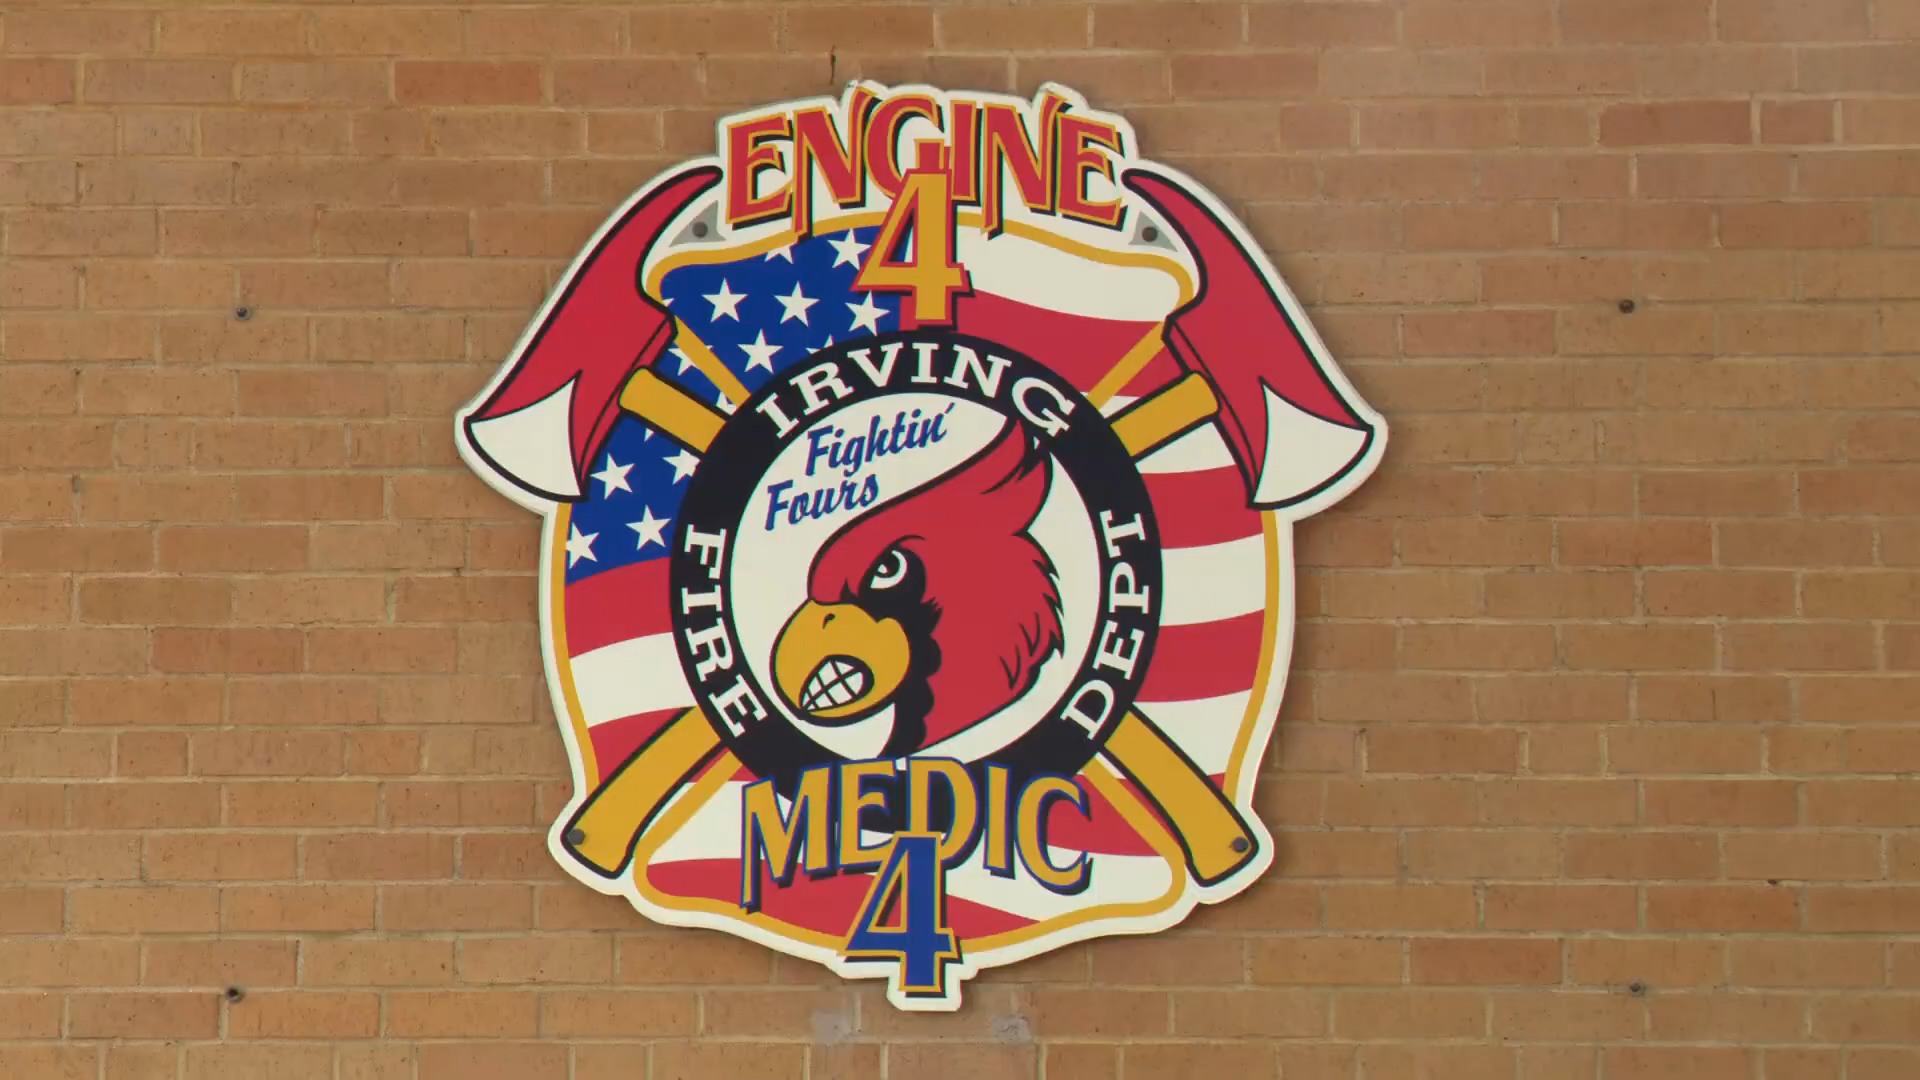 ENGINE
4
IRVING
FIRE
DEPT
Fightin'
Fours
MEDIC
4